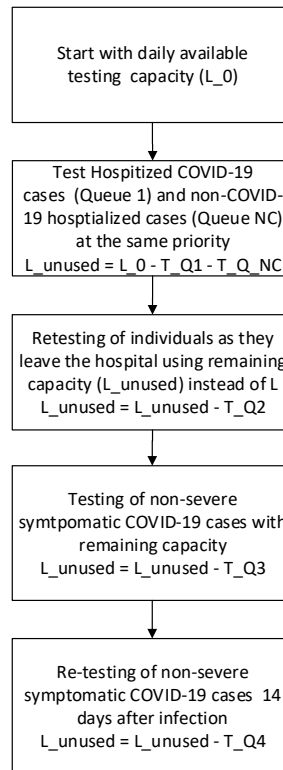 Start with daily available
testing  capacity (L_0)
Test Hospitized COVID-19
cases  (Queue 1) and non-COVID-
19 hosptialized cases (Queue NC)
at the same priority
L_unused = L_0 - T_Q1 - T_Q_NC
Retesting of individuals as they
leave the hospital using remaining
capacity (L_unused) instead of L
L_unused = L_unused - T_Q2
Testing of non-severe
symtpomatic COVID-19 cases with
remaining capacity
L_unused = L_unused - T_Q3
Re-testing of non-severe
symptomatic COVID-19 cases  14
days after infection
L_unused = L_unused - T_Q4